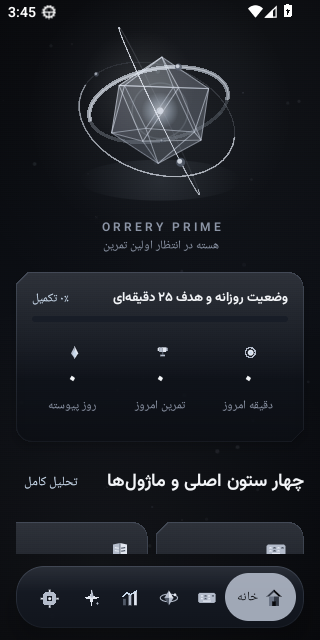 3:45
ORRERY PRIME
هسته در انتظار اولین تمرین
وضعیت روزانه و هدف ۲۵ دقیقه‌ای
۰٪ تکمیل
۰ ۰ ۰
دقیقه امروز تمرین امروز روز پیوسته
چهار ستون اصلی و ماژول‌ها
تحلیل کامل
خانه